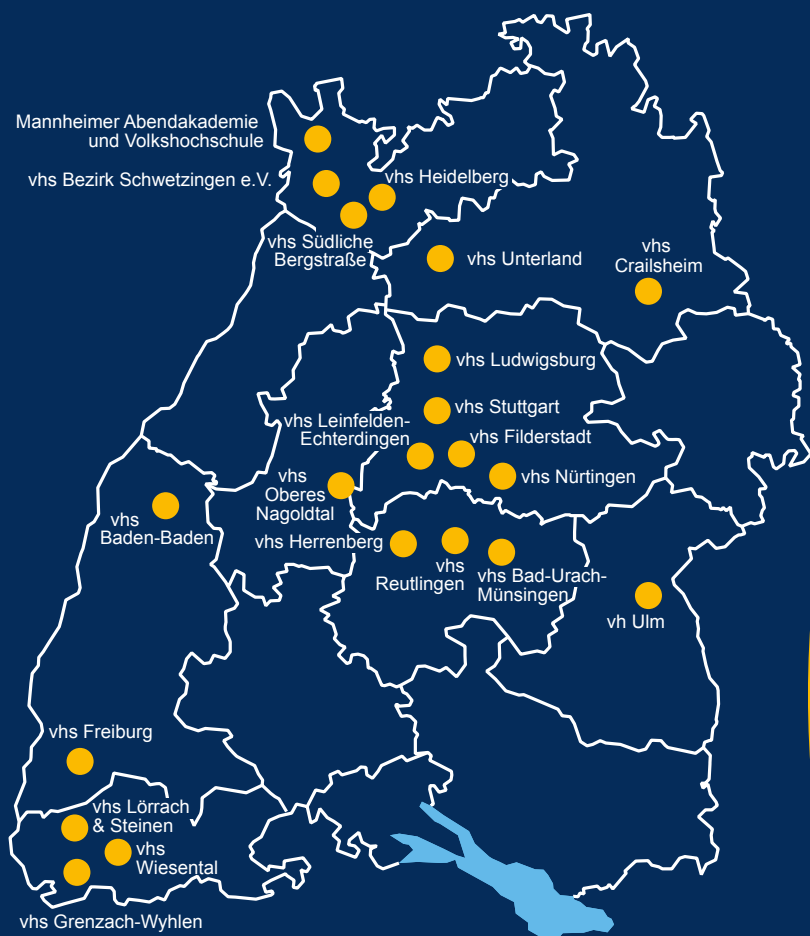 Mannheimer Abendakademie
und Volkshochschule
vhs Bezirk Schwetzingen e.V.
vhs Heidelberg
vhs Südliche
Bergstraße
vhs Unterland
vhs
Crailsheim
vhs Ludwigsburg
vhs Stuttgart
vhs Leinfelden-
Echterdingen
vhs Filderstadt
vhs Nürtingen
vhs
Oberes
Nagoldtal
vhs
Baden-Baden
vhs Herrenberg
vhs
Reutlingen
vhs Bad-Urach-
Münsingen
vh Ulm
vhs Freiburg
vhs Lörrach
& Steinen
vhs
Wiesental
vhs Grenzach-Wyhlen